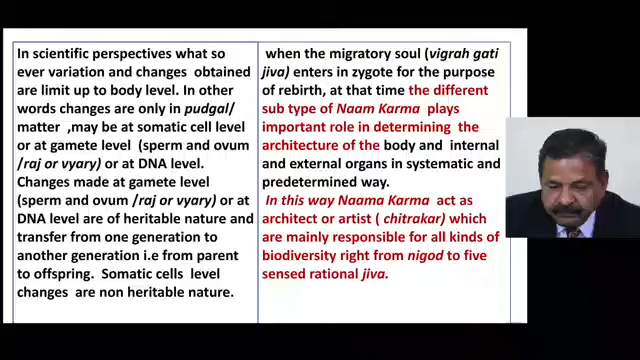 In scientific perspectives what so
ever variation and changes obtained
are limit up to body level. In other
words changes are only in pudgal/
matter ,may be at somatic cell level
or at gamete level (sperm and ovum
/raj or vyary) or at DNA level.
Changes made at gamete level
(sperm and ovum /raj or vyary) or at
DNA level are of heritable nature and
transfer from one generation to
another generation i.e from parent
to offspring. Somatic cells level
changes are non heritable nature.
when the migratory soul (vigrah gati
jiva) enters in zygote for the purpose
of rebirth, at that time the different
sub type of Naam Karma plays
important role in determining the
architecture of the body and internal
and external organs in systematic and
predetermined way.
In this way Naama Karma act as
architect or artist ( chitrakar) which
are mainly responsible for all kinds of
biodiversity right from nigod to five
sensed rational jiva.